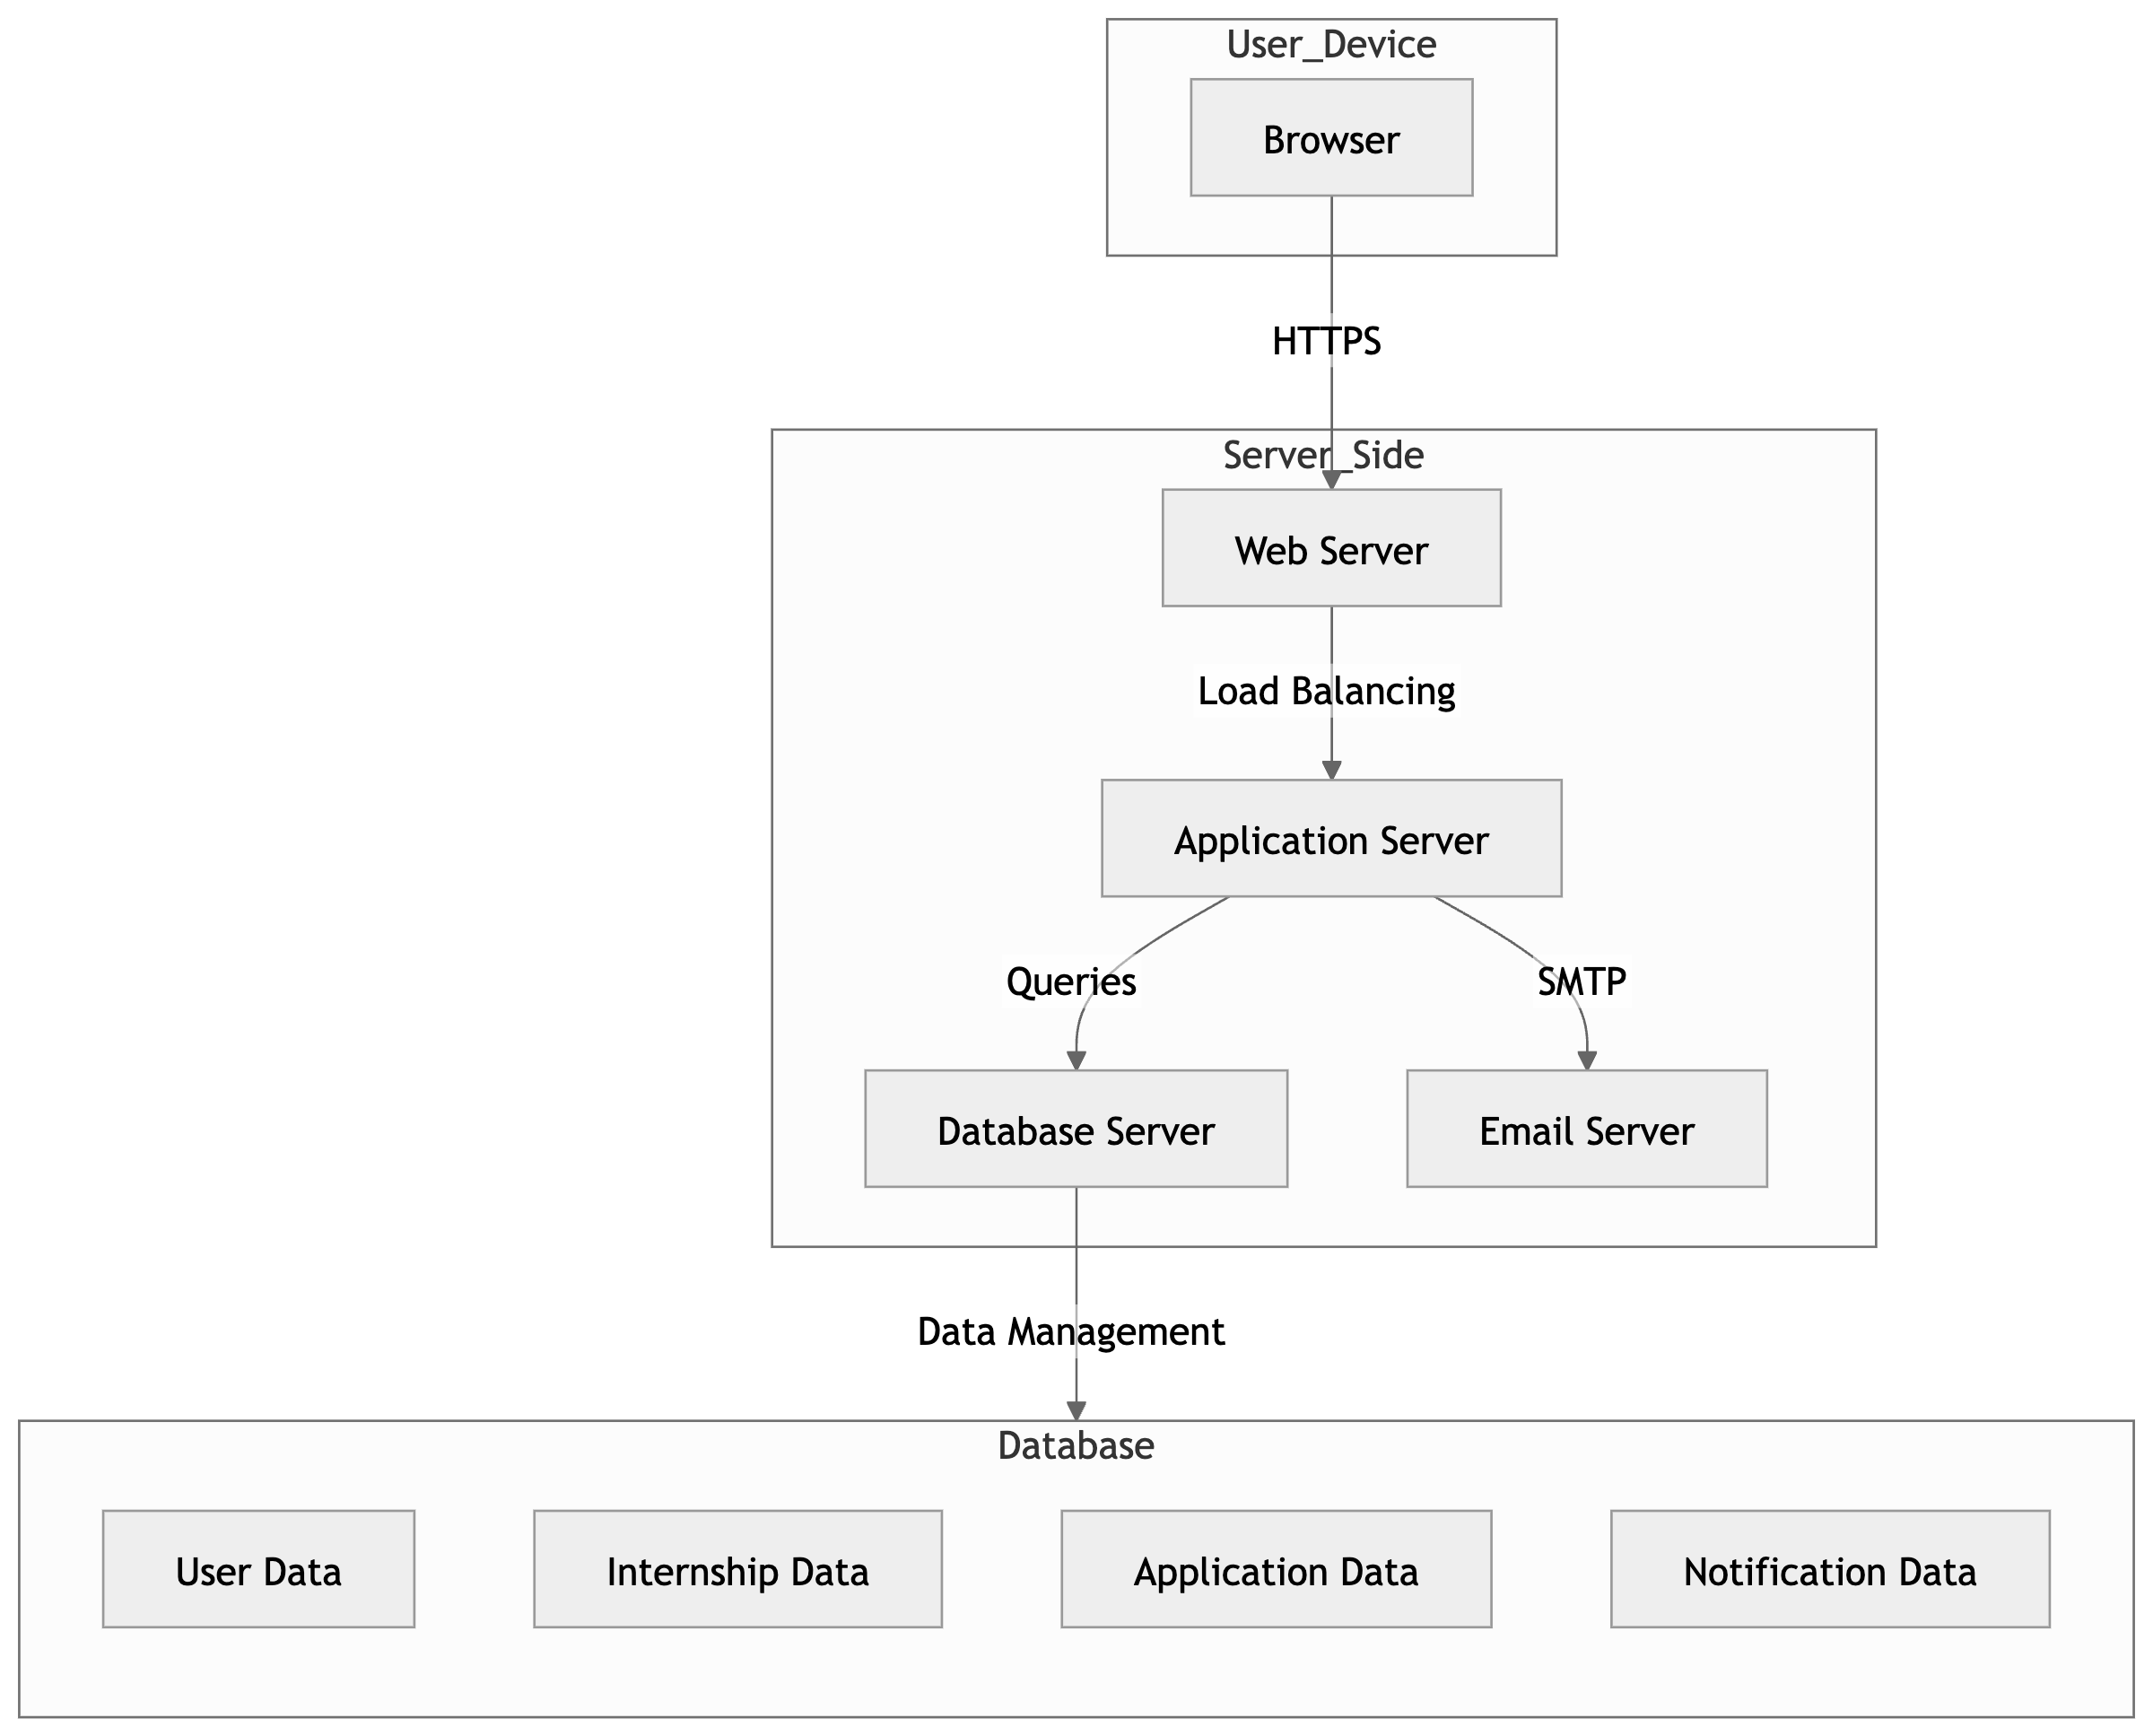 User_Device
Browser
HTTPS
Server_Side
Web Server
Load Balancing
Application Server
Queries
SMTP
Database Server
Email Server
Data Management
Database
User Data
Internship Data
Application Data
Notification Data